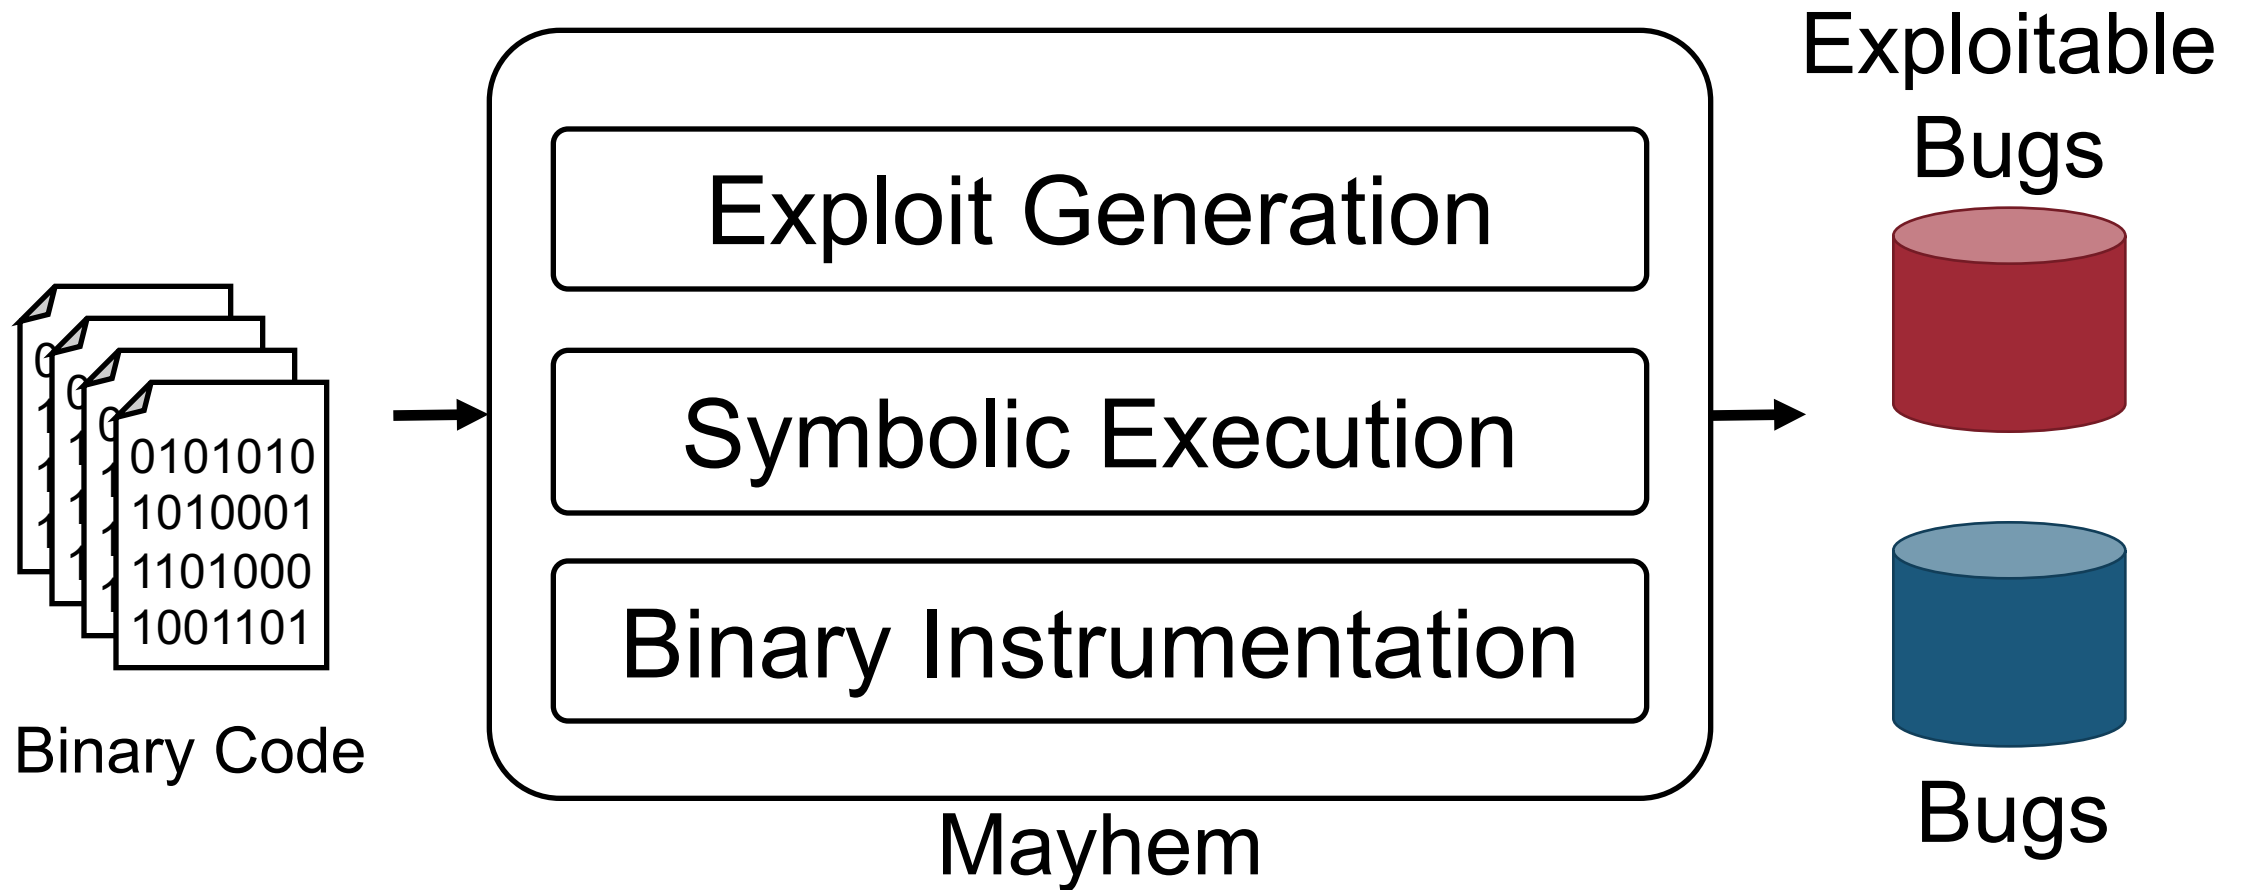 0101010
1010001
1101000
1001101
Binary Code
Exploit Generation
Symbolic Execution
Binary Instrumentation
Mayhem
Exploitable
Bugs
Bugs